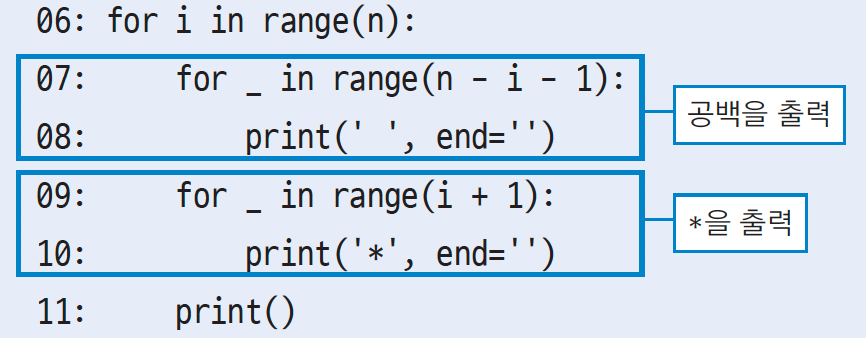 06: for i in range(n):
07:     for _ in range(n - i - 1):
08:         print(' ', end='')
공백을 출력
09:     for _ in range(i + 1):
10:         print('*', end='')
*을 출력
11:     print()